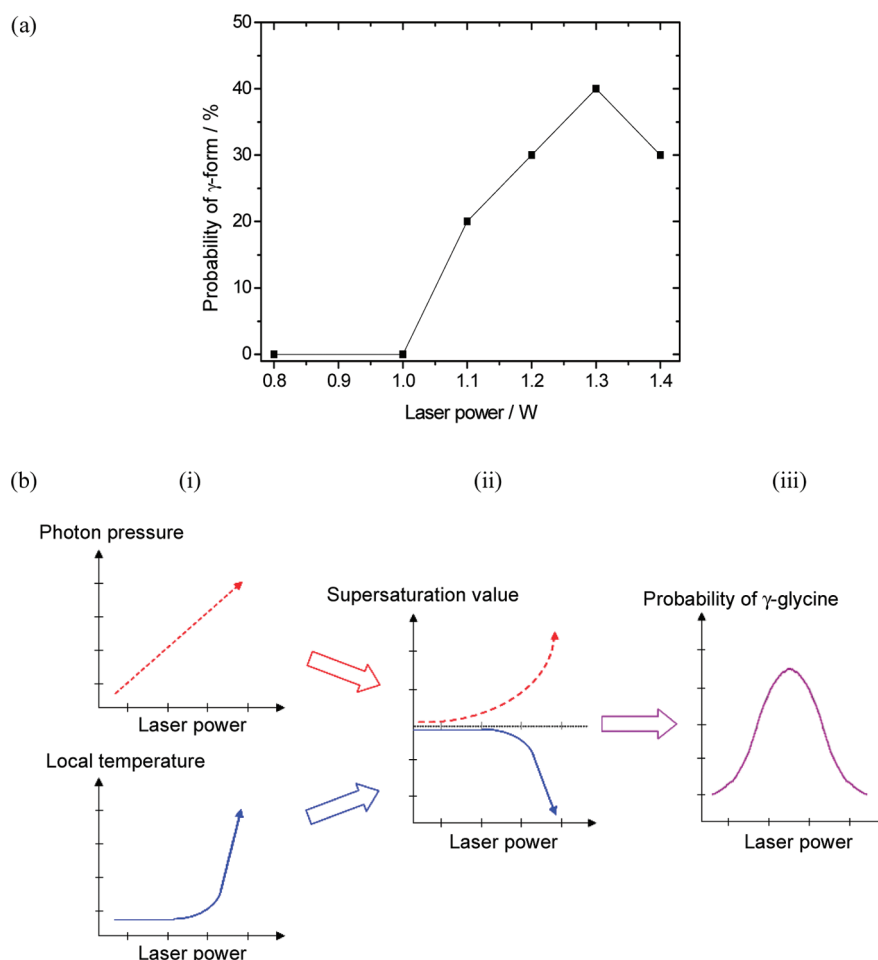 (a)
Probability of γ-form / %
50
40
30
20
10
0
0.8 0.9 1.0 1.1 1.2 1.3 1.4
Laser power / W
(b) (i) (ii) (iii)
Photon pressure
Laser power
Local temperature
Laser power
Supersaturation value
Laser power
Probability of γ-glycine
Laser power